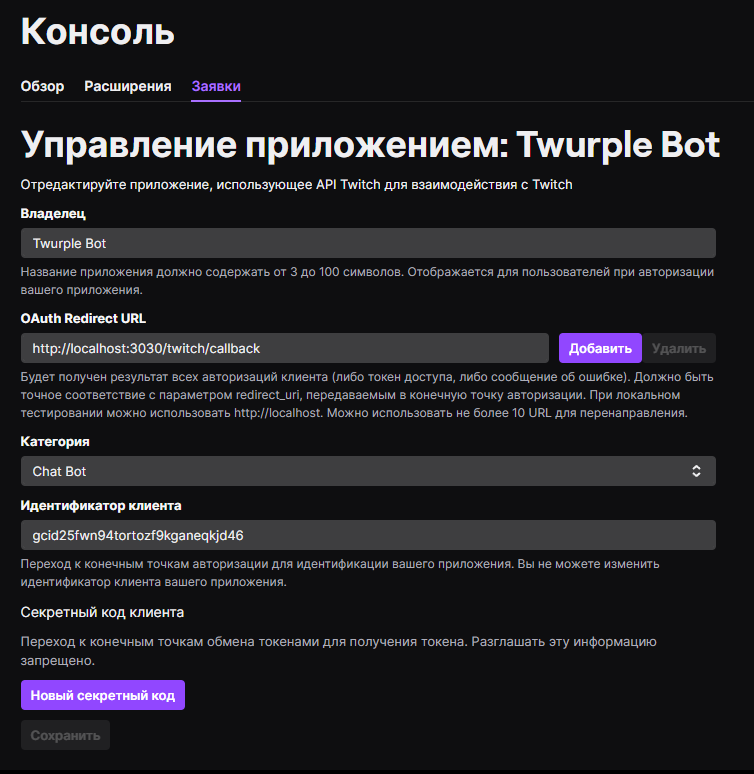 Консоль
Обзор Расширения Заявки
Управление приложением: Twurple Bot
Отредактируйте приложение, использующее API Twitch для взаимодействия с Twitch
Владелец
Twurple Bot
Название приложения должно содержать от 3 до 100 символов. Отображается для пользователей при авторизации
вашего приложения.
OAuth Redirect URL
http://localhost:3030/twitch/callback Добавить Удалить
Будет получен результат всех авторизаций клиента (либо токен доступа, либо сообщение об ошибке). Должно быть
точное соответствие с параметром redirect_uri, передаваемым в конечную точку авторизации. При локальном
тестировании можно использовать http://localhost. Можно использовать не более 10 URL для перенаправления.
Категория
Chat Bot
Идентификатор клиента
gcid25fwn94tortozf9kganeqkjd46
Переход к конечным точкам авторизации для идентификации вашего приложения. Вы не можете изменить
идентификатор клиента вашего приложения.
Секретный код клиента
Переход к конечным точкам обмена токенами для получения токена. Разглашать эту информацию
запрещено.
Новый секретный код
Сохранить